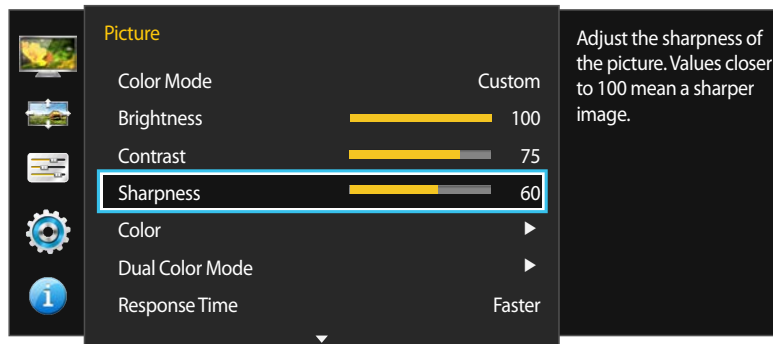 Picture
Color Mode Custom
Brightness 100
Contrast 75
Sharpness 60
Color
Dual Color Mode
Response Time Faster
Adjust the sharpness of
the picture. Values closer
to 100 mean a sharper
image.